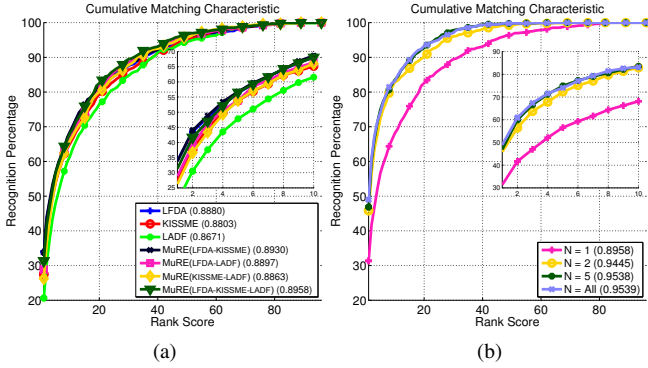 Cumulative Matching Characteristic
Recognition Percentage
100
90
80
70
60
50
40
30
20
20
40
60
80
Rank Score
70
65
60
55
50
45
40
35
30
25
2
4
6
8
10
LFDA (0.8880)
KISSME (0.8803)
LADF (0.8671)
MuRE(LFDA-KISSME) (0.8930)
MuRE(LFDA-LADF) (0.8897)
MuRE(KISSME-LADF) (0.8863)
MuRE(LFDA-KISSME-LADF) (0.8958)
(a)
Cumulative Matching Characteristic
Recognition Percentage
100
90
80
70
60
50
40
30
20
20
40
60
80
Rank Score
90
80
70
60
50
40
30
2
4
6
8
10
N = 1 (0.8958)
N = 2 (0.9445)
N = 5 (0.9538)
N = All (0.9539)
(b)